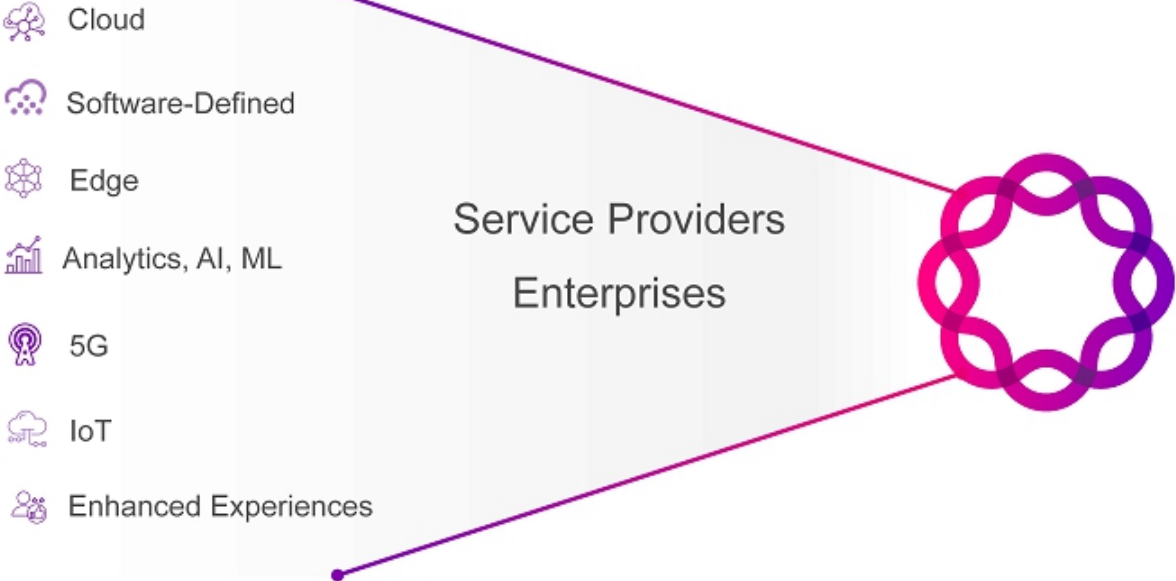 Cloud
Software-Defined
Edge
Analytics, AI, ML
5G
IoT
Enhanced Experiences
Service Providers
Enterprises